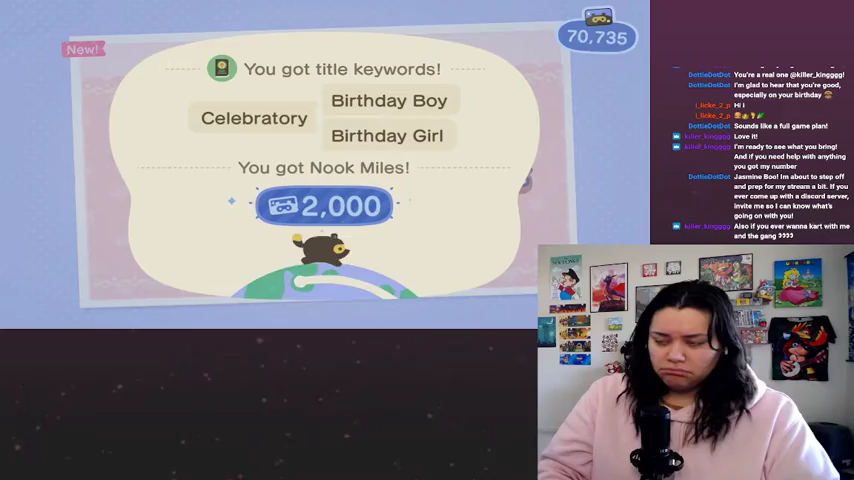 New!
70,735
You got title keywords!
Celebratory
Birthday Boy
Birthday Girl
You got Nook Miles!
2,000
DottieDotDot You're a real one @killer_kingggg!
DottieDotDot I'm glad to hear that you're good,
especially on your birthday
i_licke_2_p Hi I
i_licke_2_p
DottieDotDot Sounds like a full game plan!
killer_kingggg Love it!
killer_kingggg I'm ready to see what you bring!
And if you need help with anything
you got my number
DottieDotDot Jasmine Boo! Im about to step off
and prep for my stream a bit. If you
ever come up with a discord server,
invite me so I can know what's
going on with you!
killer_kingggg Also if you ever wanna kart with me
and the gang